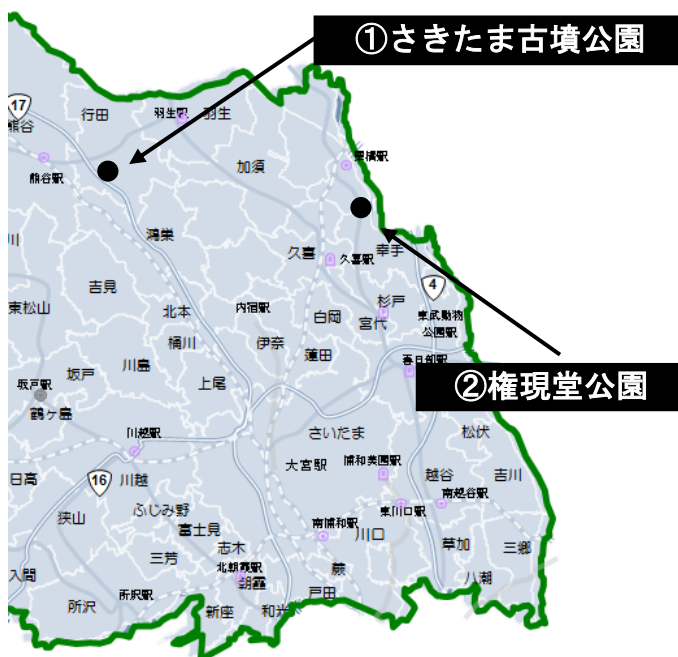 ①さきたま古墳公園
17
行田
羽生駅
羽生
熊谷
栗橋駅
加須
熊谷駅
鴻巣
川
久喜
久喜駅
幸手
吉見
4
東松山
北本
内宿駅
杉戸
白岡
宮代
東武動物
公園駅
桶川
伊奈
蓮田
春日部駅
川島
坂戸
坂戸駅
上尾
②権現堂公園
鶴ヶ島
川越駅
さいたま
松伏
大宮駅
浦和美園駅
日高
16
川越
越谷
吉川
南越谷駅
ふじみ野
東川口駅
狭山
富士見
南浦和駅
川口
志木
草加
三郷
三芳
北朝霞駅
蕨
入間
朝霞
八潮
所沢駅
戸田
所沢
新座
和光